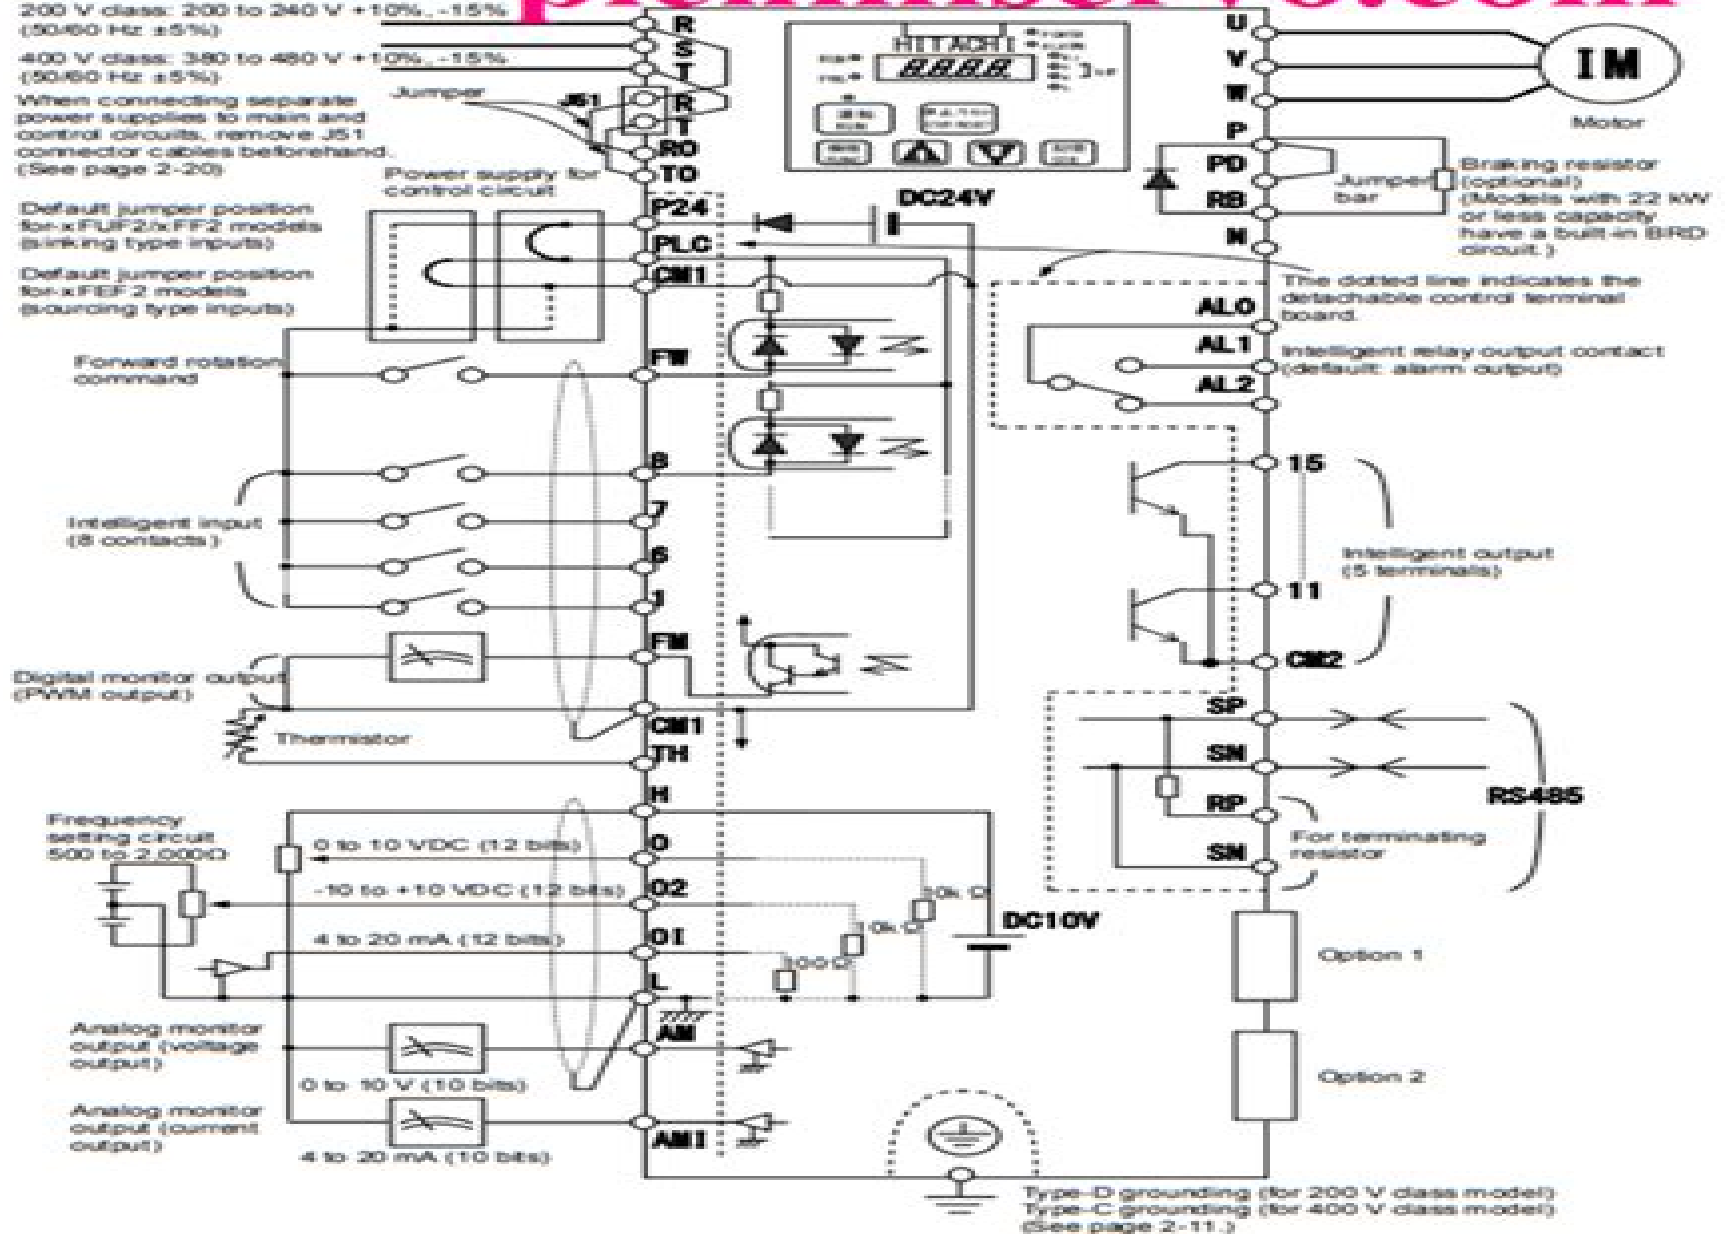 200 V class: 200 to 240 V +10%, -15%
(50/60 Hz ±5%)
400 V class: 380 to 480 V +10%, -15%
(50/60 Hz ±5%)
When connecting separate
power supplies to main and
control circuits, remove J51
connector cables beforehand.
(See page 2-20)
Jumper
J51
Power supply for
control circuit
Default jumper position
for-xFUF2/xFF2 models
(sinking type inputs)
Default jumper position
for-xFEF2 models
(sourcing type inputs)
Forward rotation
command
Intelligent input
(8 contacts)
Digital monitor output
(PWM output)
Thermistor
Frequency
setting circuit
500 to 2,000Ω
0 to 10 VDC (12 bits)
-10 to +10 VDC (12 bits)
4 to 20 mA (12 bits)
Analog monitor
output (voltage
output)
0 to 10 V (10 bits)
Analog monitor
output (current
output)
4 to 20 mA (10 bits)
R
S
T
R
T
RO
TO
P24
PLC
CM1
FW
8
7
6
1
FM
CM1
TH
H
O
O2
OI
L
AM
AMI
HITACHI
8.8.8.8.
DC24V
10k Ω
10k Ω
100Ω
DC10V
U
V
W
P
PD
RB
N
IM
Motor
Jumper
bar
Braking resistor
(optional)
(Models with 22 kW
or less capacity
have a built-in BRD
circuit.)
The dotted line indicates the
detachable control terminal
board.
AL0
AL1
AL2
Intelligent relay output contact
(default: alarm output)
15
11
CM2
Intelligent output
(5 terminals)
SP
SN
RP
SN
RS485
For terminating
resistor
Option 1
Option 2
Type-D grounding (for 200 V class model)
Type-C grounding (for 400 V class model)
(See page 2-11.)